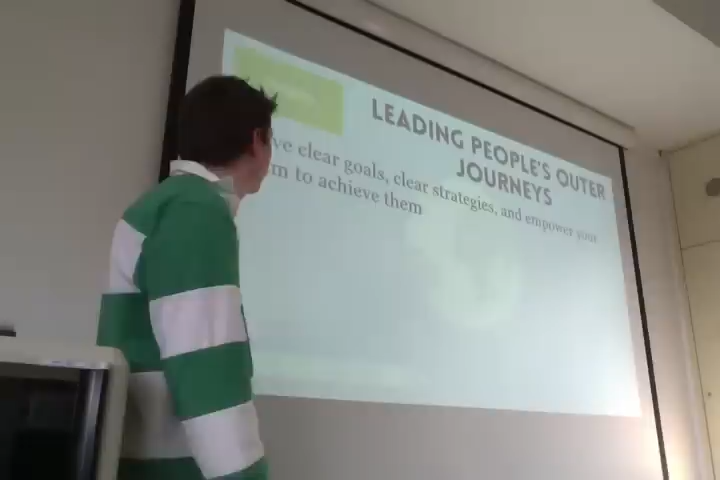 LEADING PEOPLE'S OUTER
JOURNEYS
ve clear goals, clear strategies, and empower your
m to achieve them